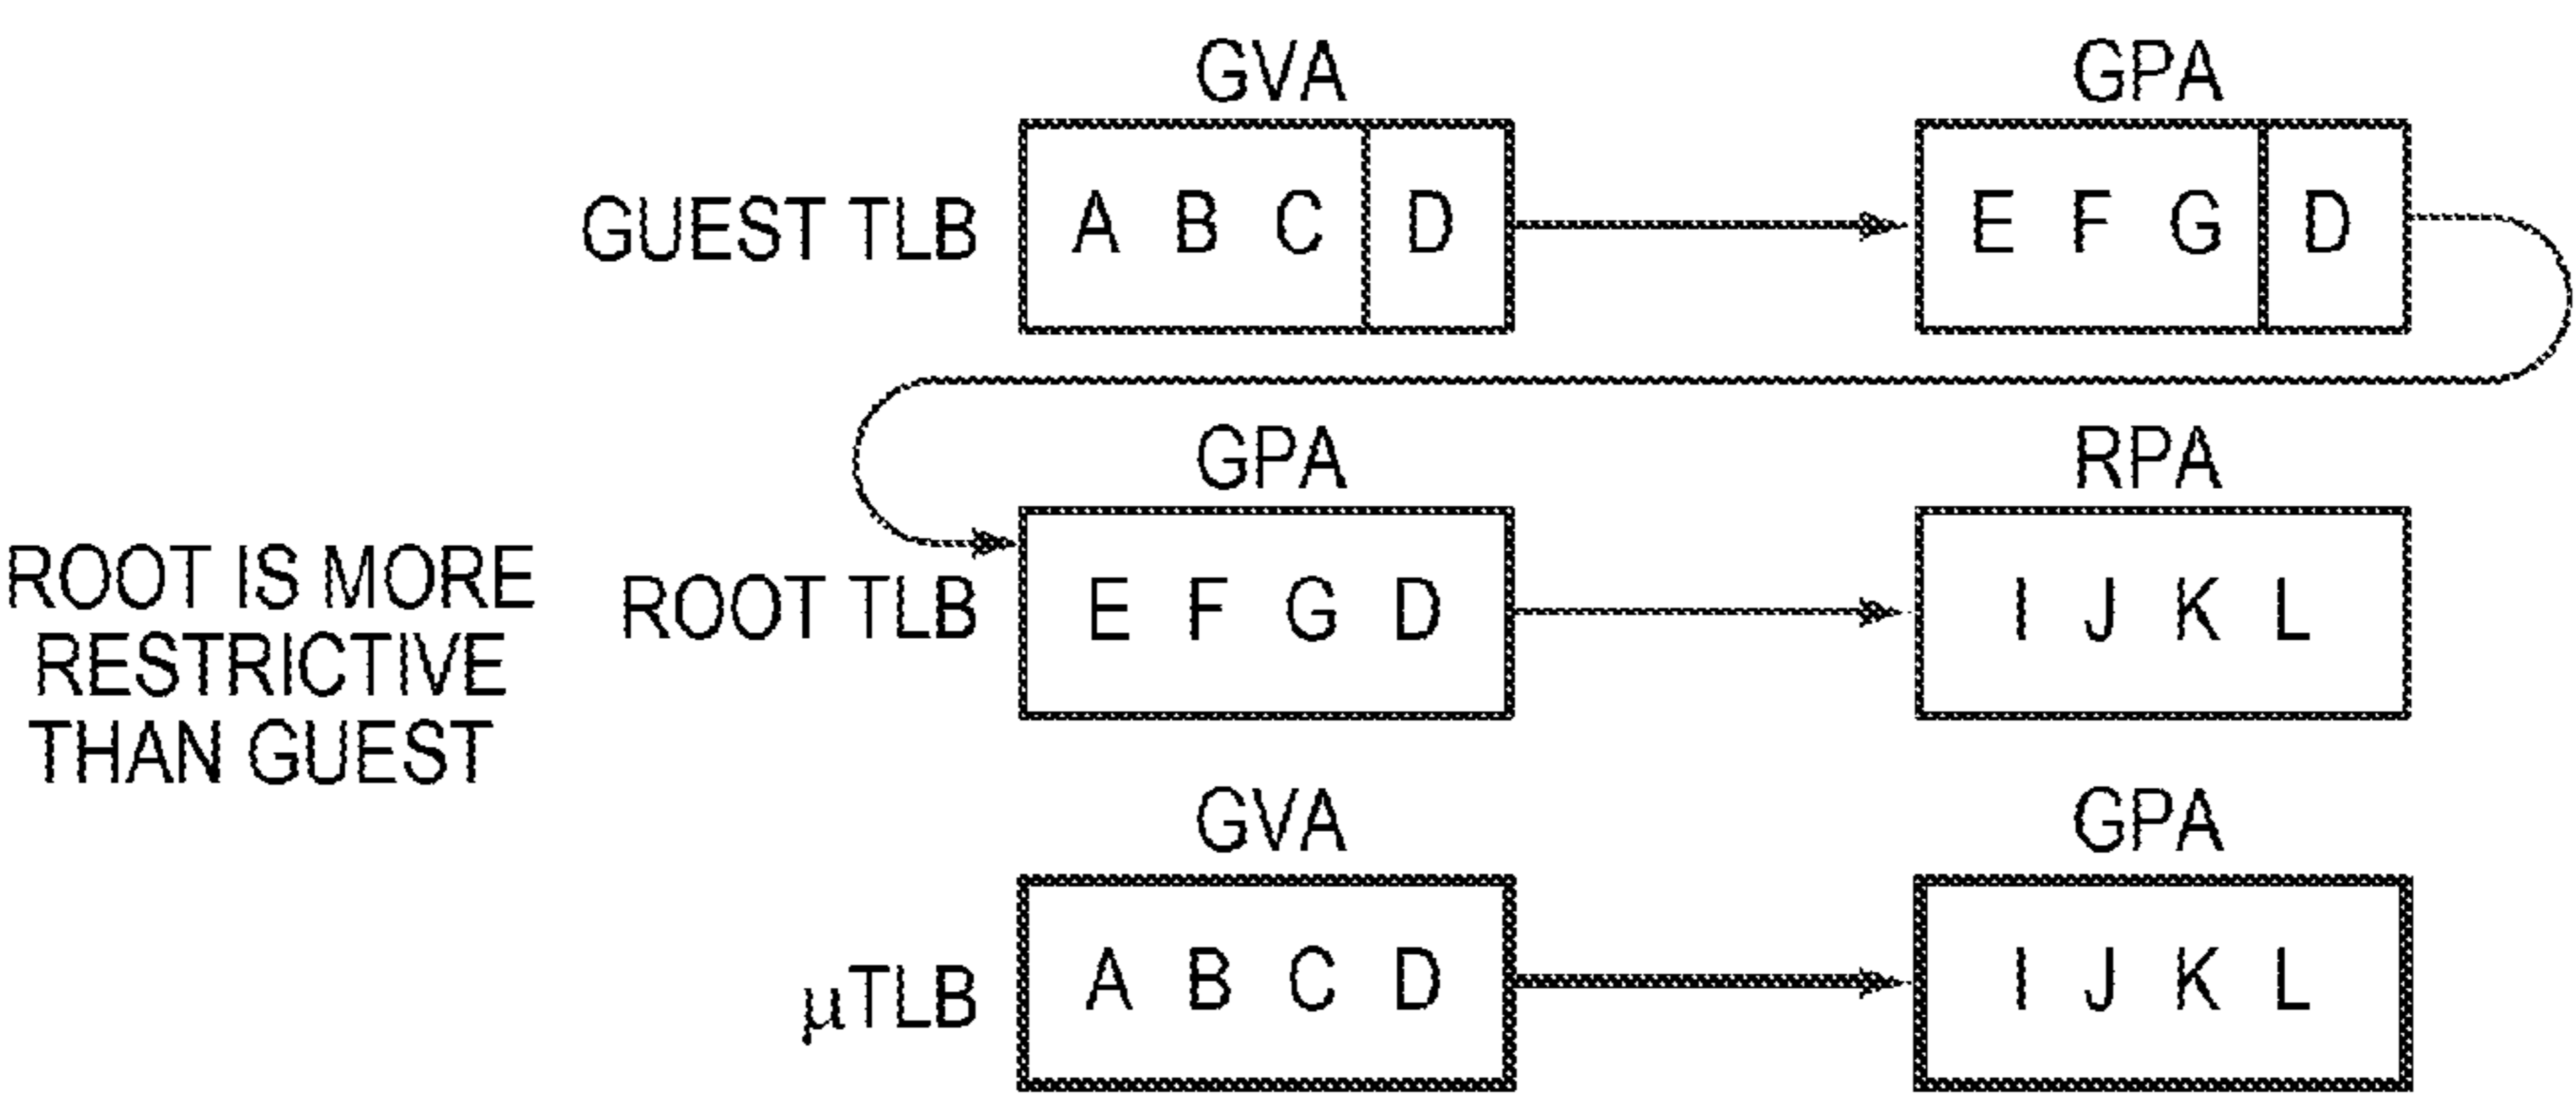 GVA GPA
GUEST TLB A B C D E F G D
GPA RPA
ROOT IS MORE
RESTRICTIVE
THAN GUEST
ROOT TLB E F G D I J K L
GVA GPA
μTLB A B C D I J K L